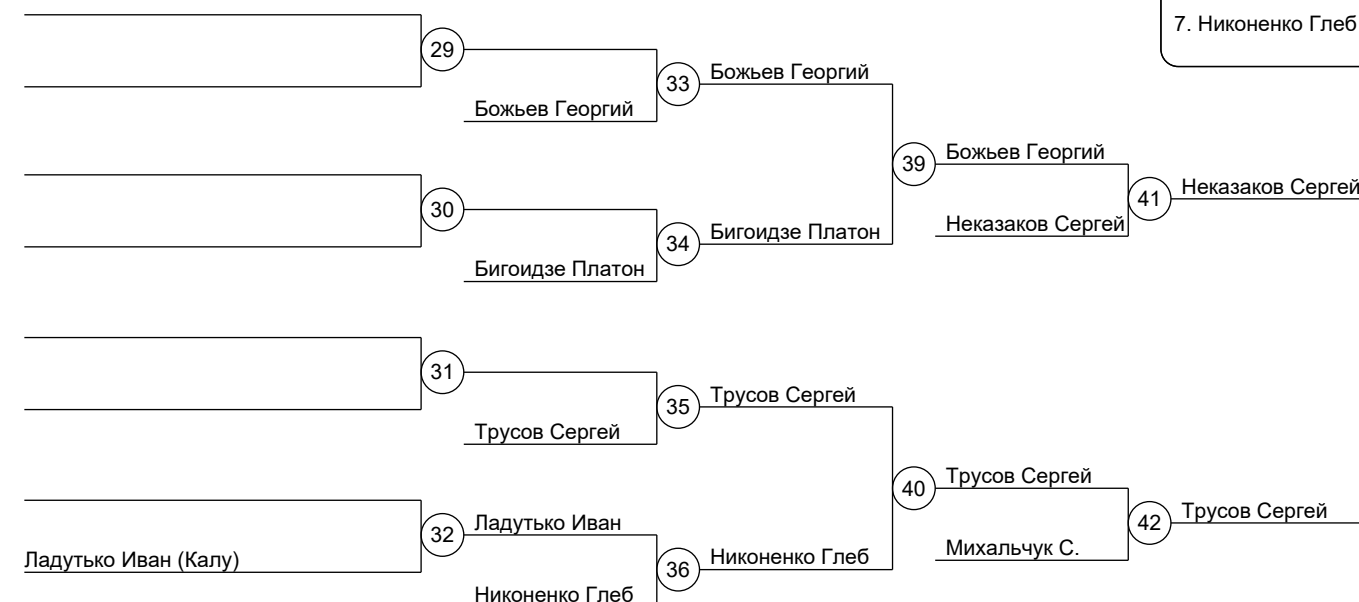 7. Никоненко Глеб
29
Божьев Георгий
33
Божьев Георгий
30
Бигоидзе Платон
34
Бигоидзе Платон
39
Божьев Георгий
Неказаков Сергей
41
Неказаков Сергей
31
Трусов Сергей
35
Трусов Сергей
Ладутько Иван (Калу)
32
Ладутько Иван
Никоненко Глеб
36
Никоненко Глеб
40
Трусов Сергей
Михальчук С.
42
Трусов Сергей